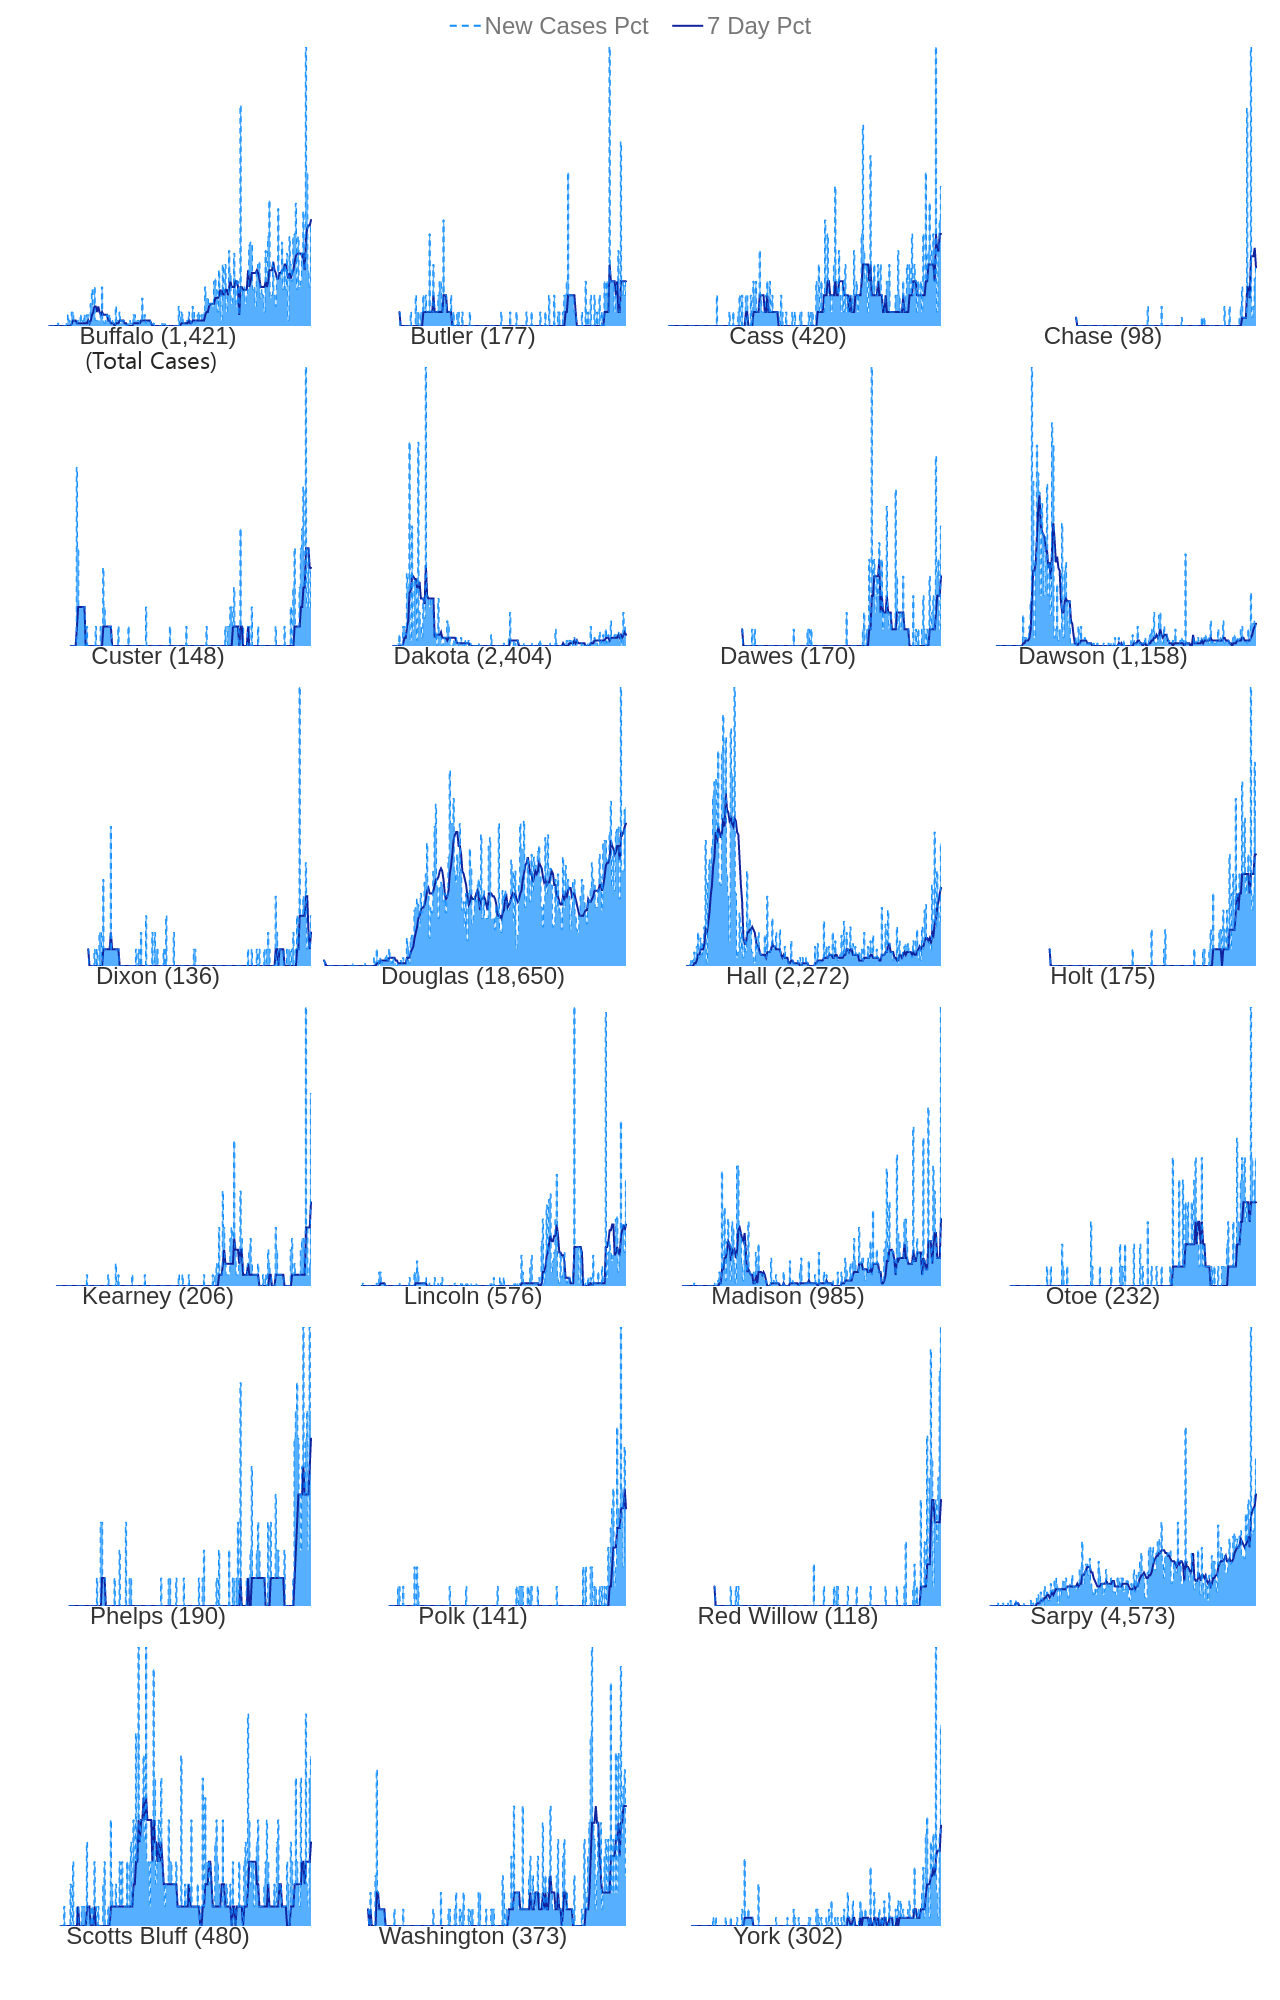 New Cases Pct 7 Day Pct
Buffalo (1,421) Butler (177) Cass (420) Chase (98)
(Total Cases)
Custer (148) Dakota (2,404) Dawes (170) Dawson (1,158)
Dixon (136) Douglas (18,650) Hall (2,272) Holt (175)
Kearney (206) Lincoln (576) Madison (985) Otoe (232)
Phelps (190) Polk (141) Red Willow (118) Sarpy (4,573)
Scotts Bluff (480) Washington (373) York (302)